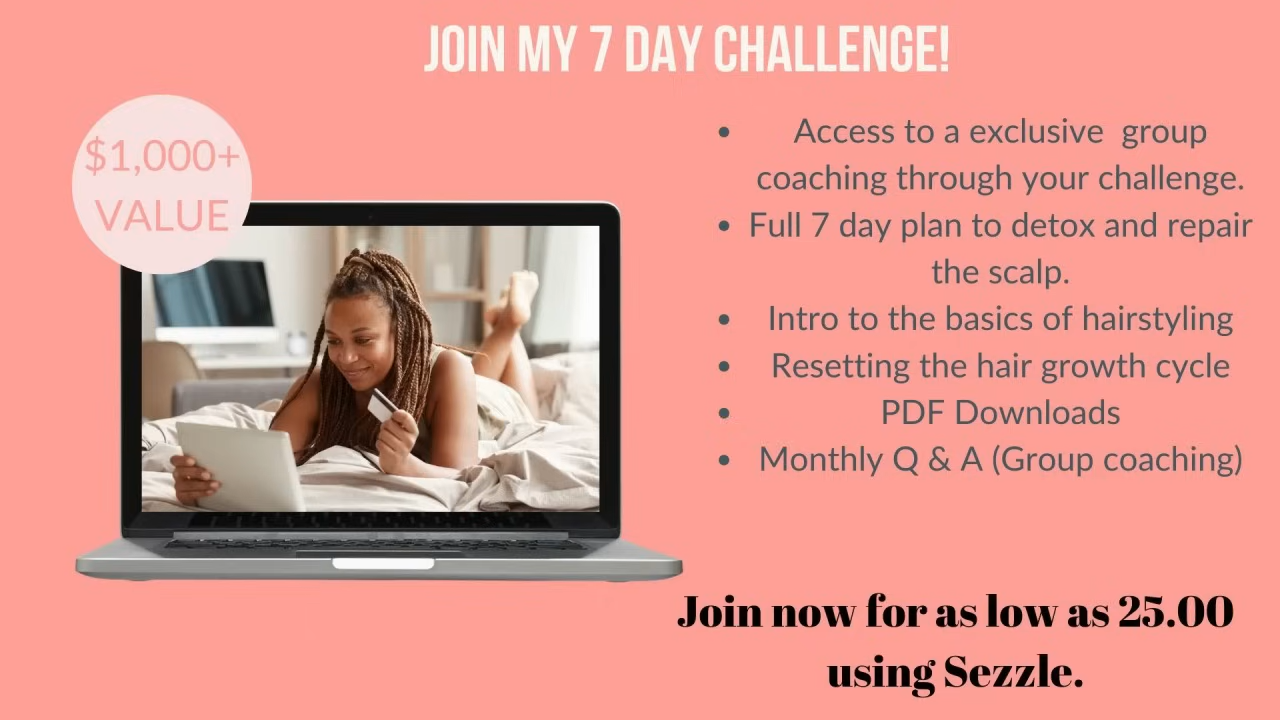 JOIN MY 7 DAY CHALLENGE!
$1,000+
VALUE
• Access to a exclusive group
coaching through your challenge.
• Full 7 day plan to detox and repair
the scalp.
• Intro to the basics of hairstyling
• Resetting the hair growth cycle
• PDF Downloads
• Monthly Q & A (Group coaching)
Join now for as low as 25.00
using Sezzle.